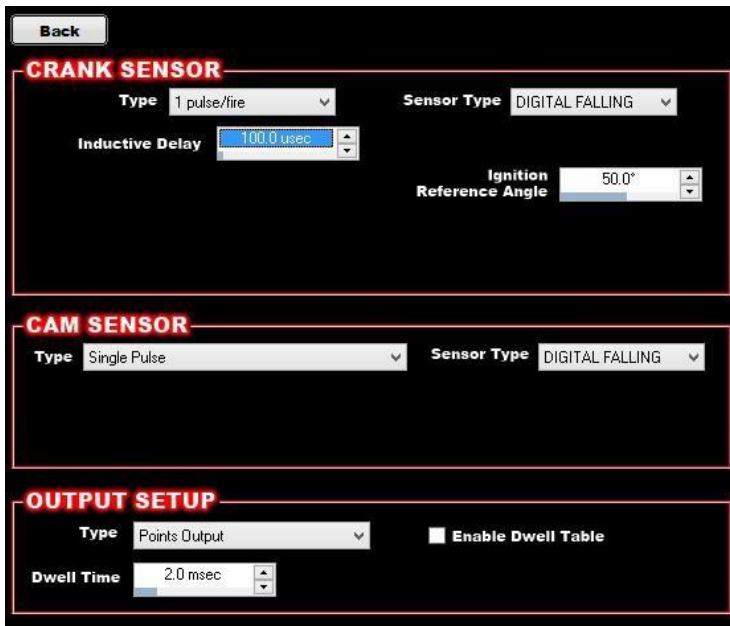 Back
CRANK SENSOR
Type 1 pulse/fire Sensor Type DIGITAL FALLING
Inductive Delay 100.0 usec
Ignition
Reference Angle 50.0°
CAM SENSOR
Type Single Pulse Sensor Type DIGITAL FALLING
OUTPUT SETUP
Type Points Output Enable Dwell Table
Dwell Time 2.0 msec